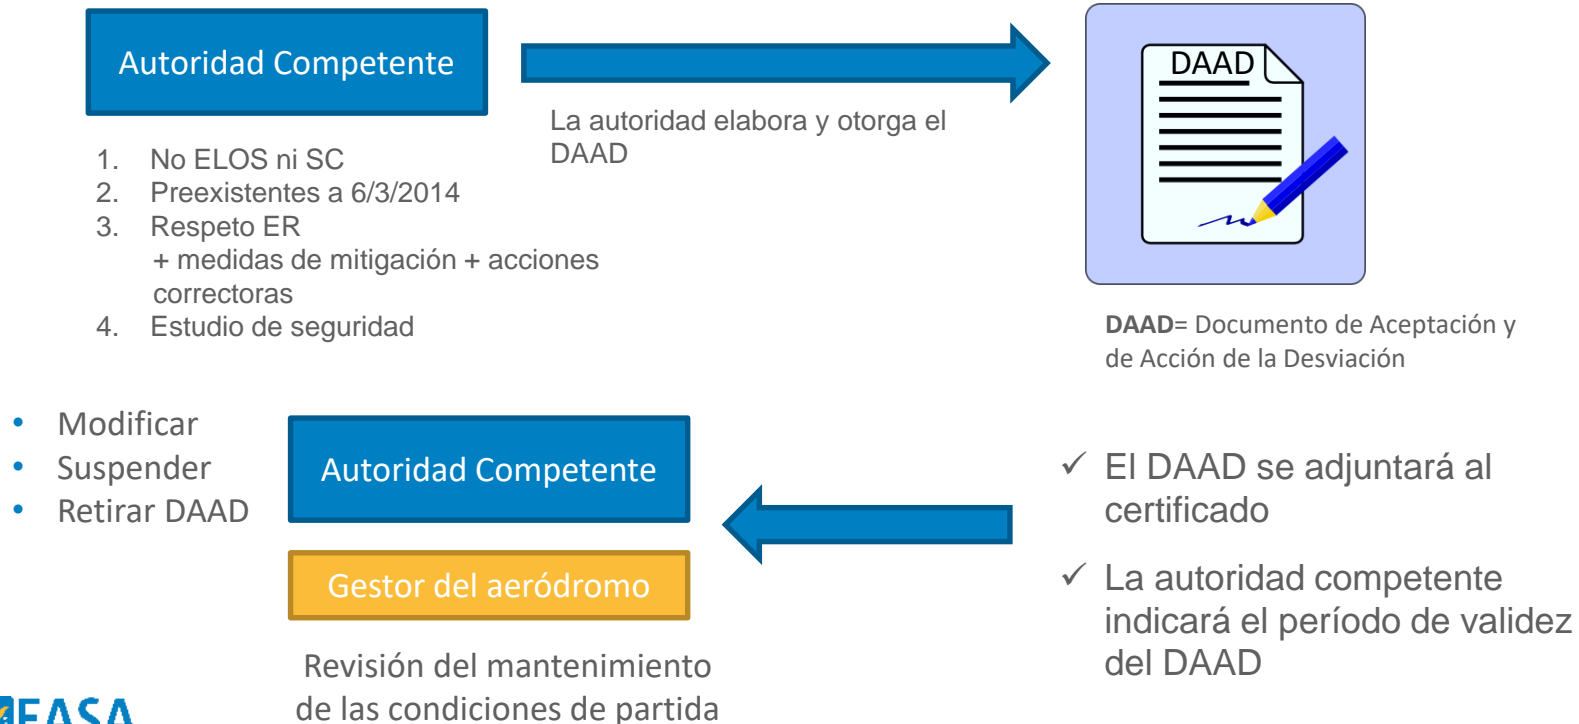 Autoridad Competente
La autoridad elabora y otorga el
DAAD
DAAD
1. No ELOS ni SC
2. Preexistentes a 6/3/2014
3. Respeto ER
+ medidas de mitigación + acciones
correctoras
4. Estudio de seguridad
DAAD= Documento de Aceptación y
de Acción de la Desviación
• Modificar
• Suspender
• Retirar DAAD
Autoridad Competente
Gestor del aeródromo
Revisión del mantenimiento
de las condiciones de partida
✓ El DAAD se adjuntará al
certificado
✓ La autoridad competente
indicará el período de validez
del DAAD
EASA